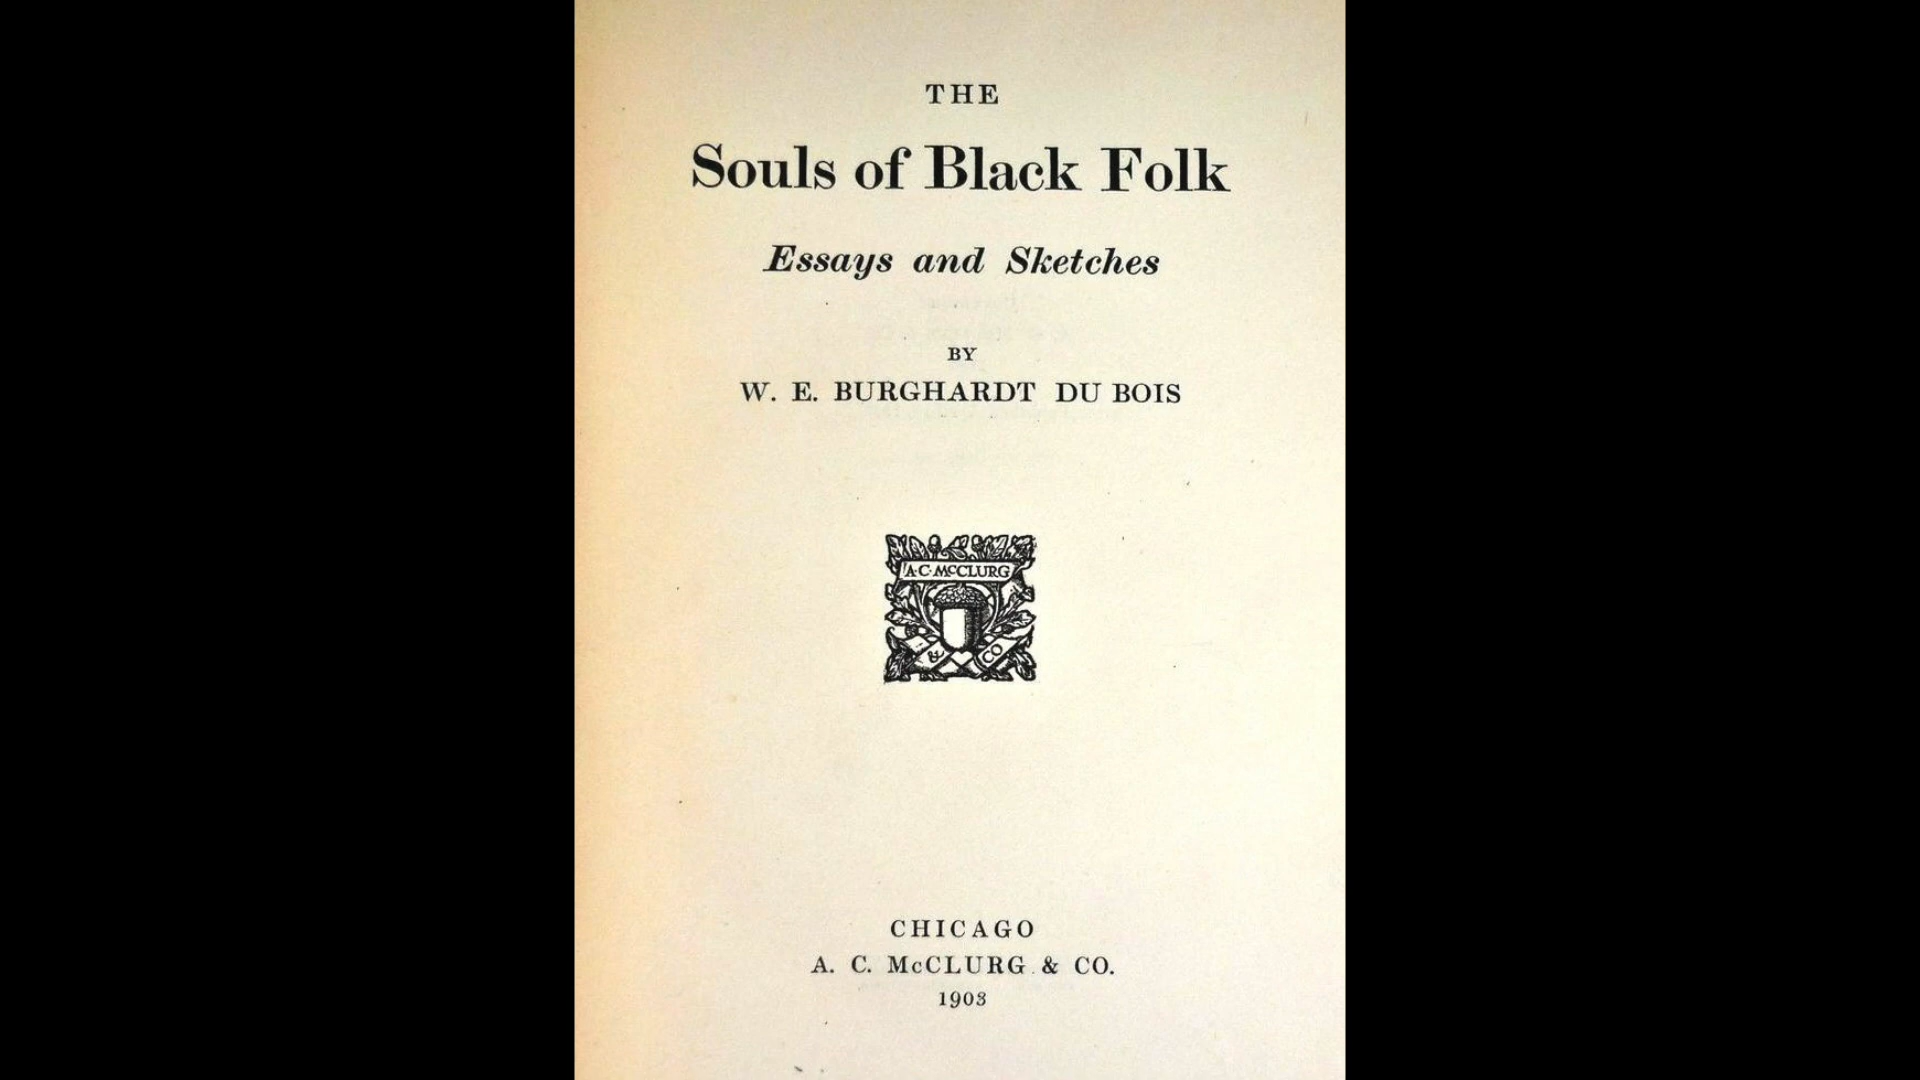 THE
Souls of Black Folk
Essays and Sketches
BY
W. E. BURGHARDT DU BOIS
A·C·McCLURG
& CO
CHICAGO
A. C. McCLURG & CO.
1903